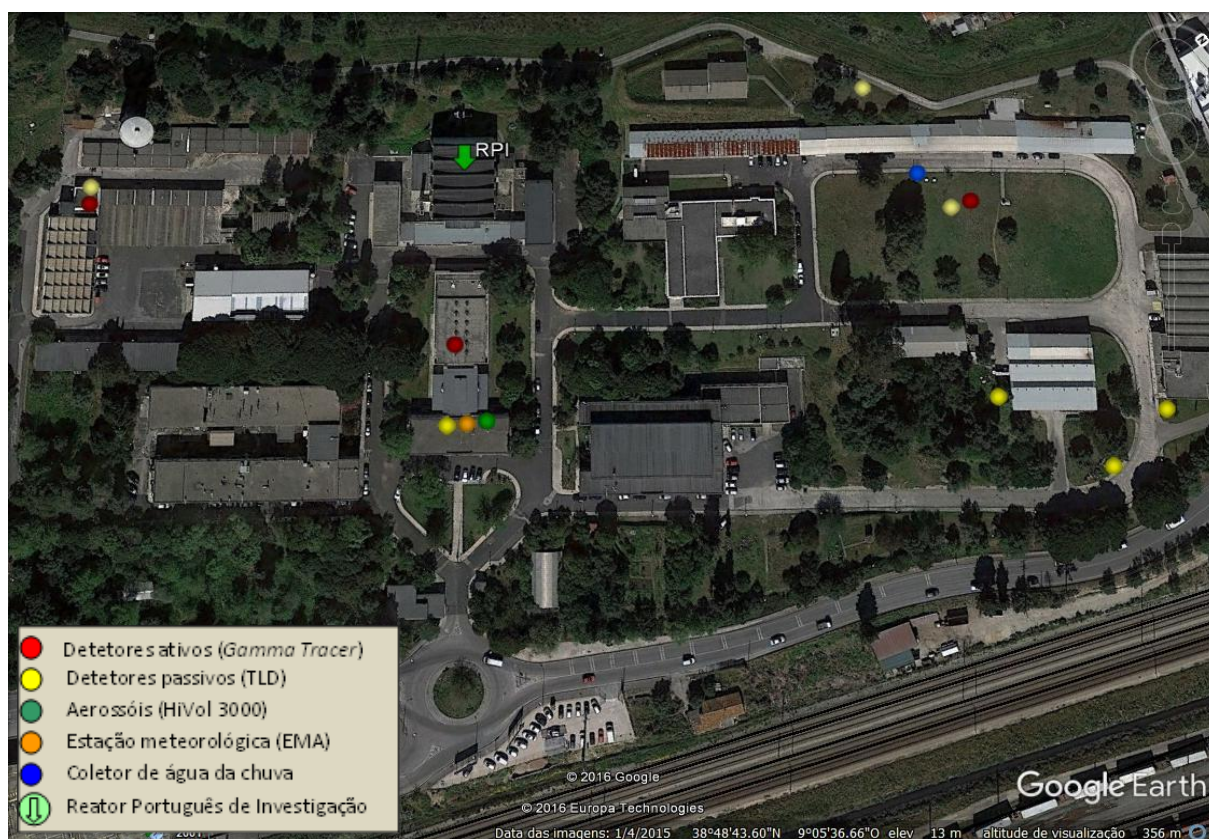 RPI
Detetores ativos (Gamma Tracer)
Detetores passivos (TLD)
Aerossóis (HiVol 3000)
Estação meteorológica (EMA)
Coletor de água da chuva
Reator Português de Investigação
© 2016 Google
© 2016 Europa Technologies
Google Earth
Data das imagens: 1/4/2015 38°48'43.60"N 9°05'36.66"O elev 13 m altitude de visualização 356 m